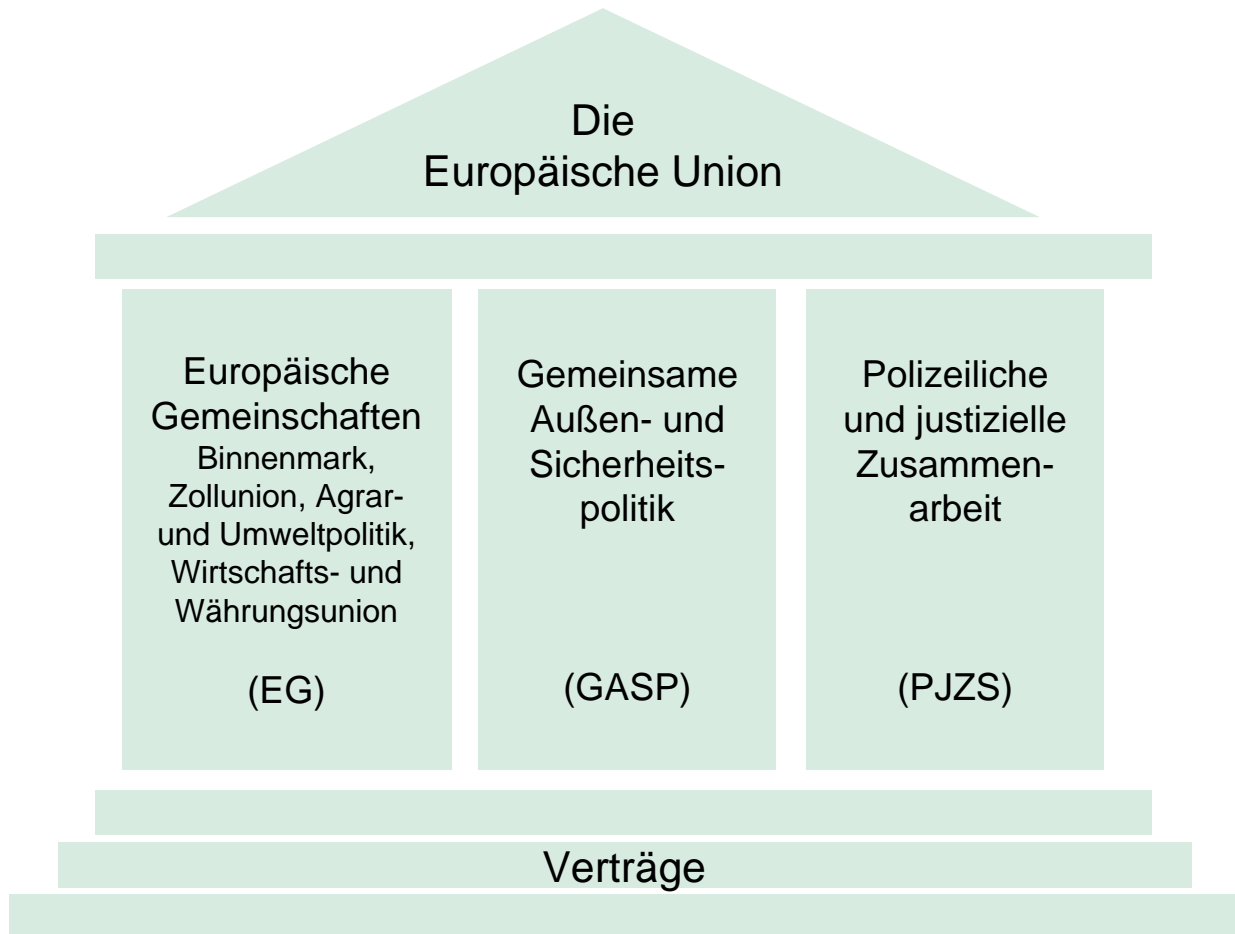 Die
Europäische Union
Europäische
Gemeinschaften
Binnenmark,
Zollunion, Agrar-
und Umweltpolitik,
Wirtschafts- und
Währungsunion
(EG)
Gemeinsame
Außen- und
Sicherheits-
politik
(GASP)
Polizeiliche
und justizielle
Zusammen-
arbeit
(PJZS)
Verträge